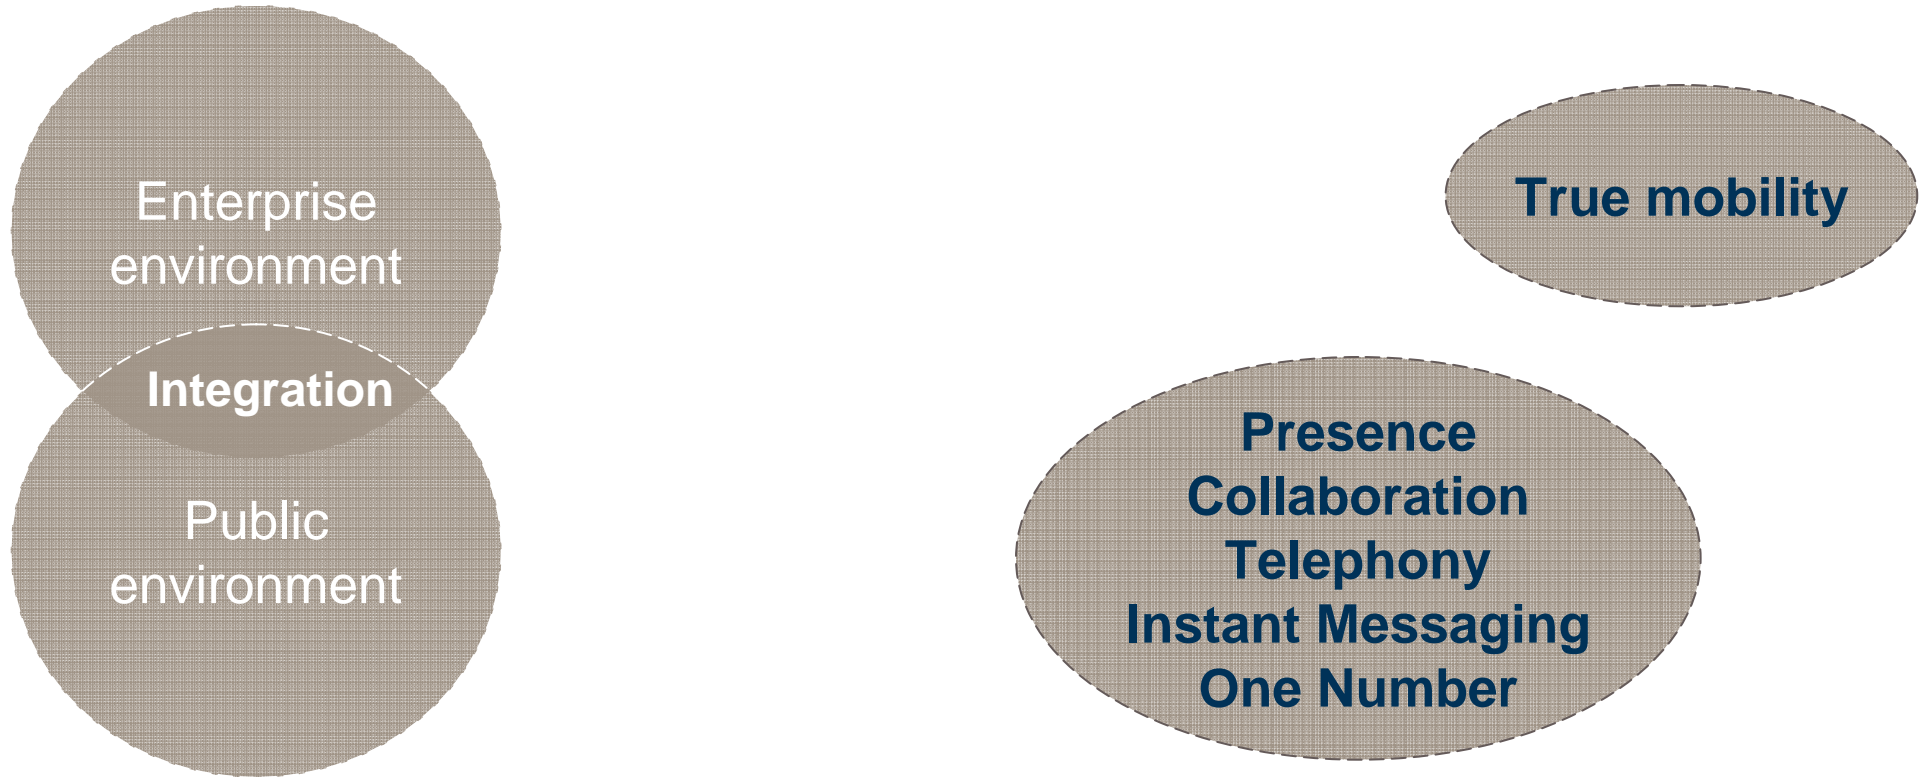 Enterprise
environment
Integration
Public
environment
True mobility
Presence
Collaboration
Telephony
Instant Messaging
One Number